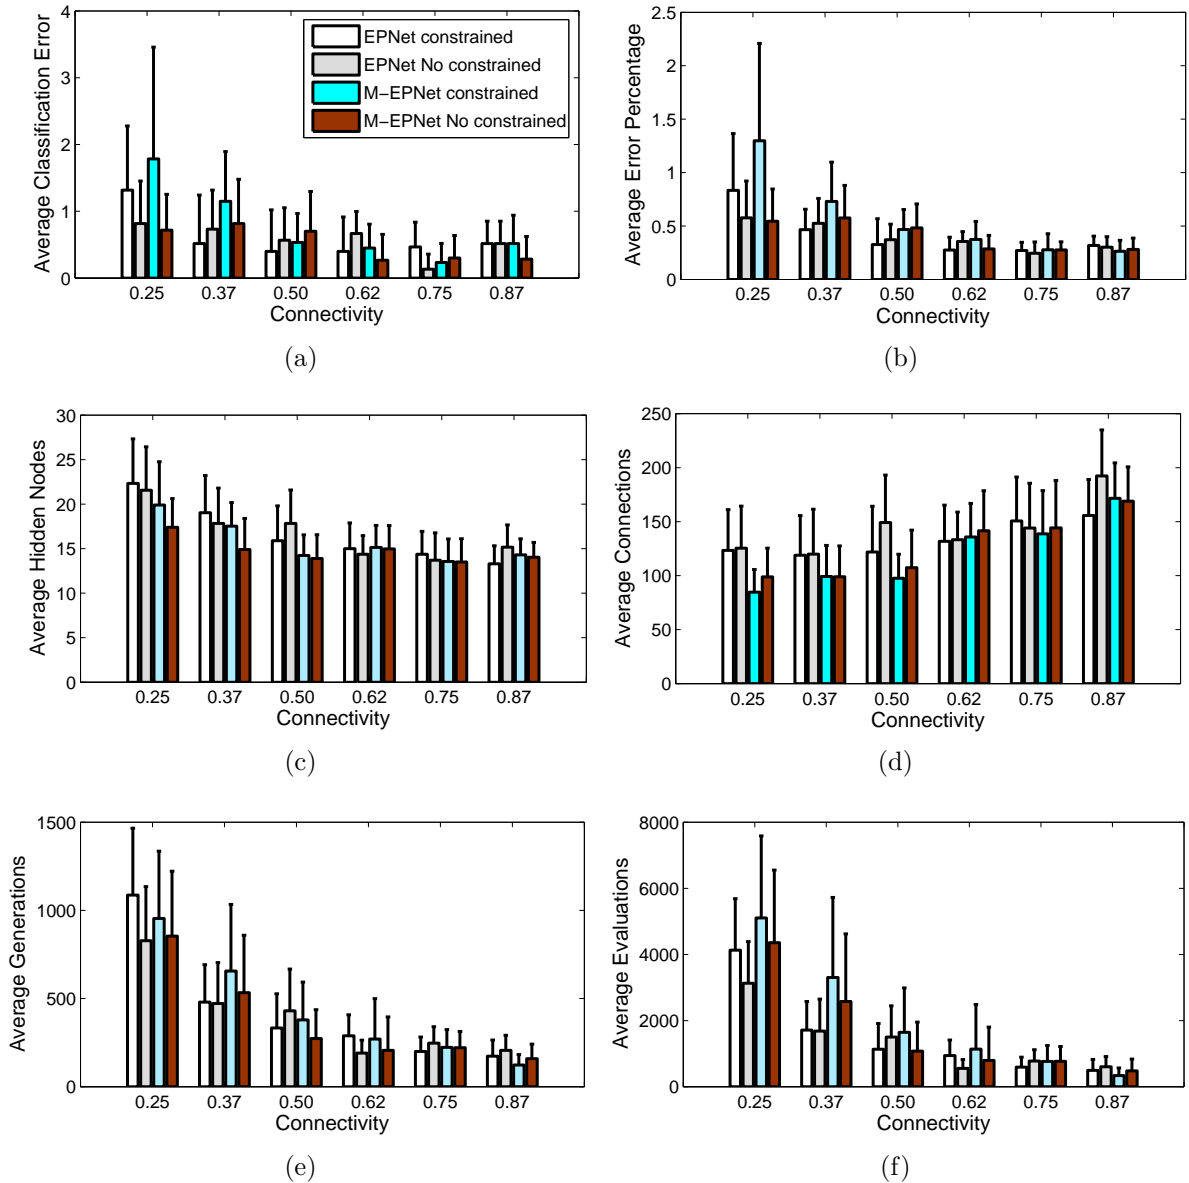 Average Classification Error
4
3
2
1
0
EPNet constrained
EPNet No constrained
M-EPNet constrained
M-EPNet No constrained
0.25 0.37 0.50 0.62 0.75 0.87
Connectivity
(a)
Average Error Percentage
2.5
2
1.5
1
0.5
0
0.25 0.37 0.50 0.62 0.75 0.87
Connectivity
(b)
Average Hidden Nodes
30
25
20
15
10
5
0
0.25 0.37 0.50 0.62 0.75 0.87
Connectivity
(c)
Average Connections
250
200
150
100
50
0
0.25 0.37 0.50 0.62 0.75 0.87
Connectivity
(d)
Average Generations
1500
1000
500
0
0.25 0.37 0.50 0.62 0.75 0.87
Connectivity
(e)
Average Evaluations
8000
6000
4000
2000
0
0.25 0.37 0.50 0.62 0.75 0.87
Connectivity
(f)